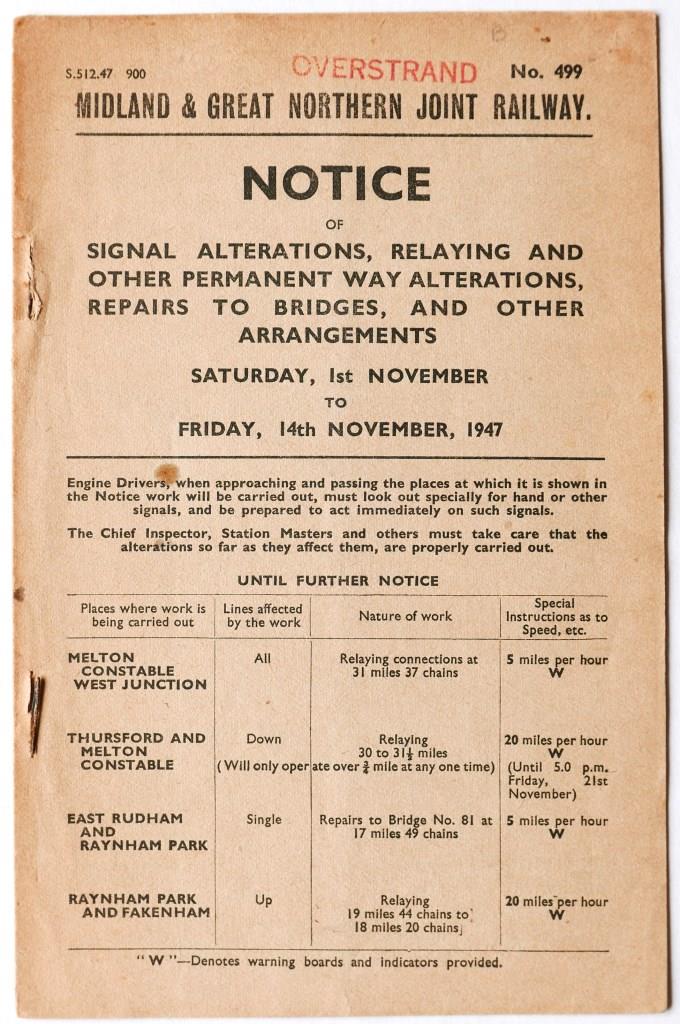 S.512.47 900
OVERSTRAND
No. 499
MIDLAND & GREAT NORTHERN JOINT RAILWAY.
NOTICE
OF
SIGNAL ALTERATIONS, RELAYING AND
OTHER PERMANENT WAY ALTERATIONS,
REPAIRS TO BRIDGES, AND OTHER
ARRANGEMENTS
SATURDAY, 1st NOVEMBER
TO
FRIDAY, 14th NOVEMBER, 1947
Engine Drivers, when approaching and passing the places at which it is shown in
the Notice work will be carried out, must look out specially for hand or other
signals, and be prepared to act immediately on such signals.
The Chief Inspector, Station Masters and others must take care that the
alterations so far as they affect them, are properly carried out.
UNTIL FURTHER NOTICE
Places where work is
being carried out
Lines affected
by the work
Nature of work
Special
Instructions as to
Speed, etc.
MELTON
CONSTABLE
WEST JUNCTION
All
Relaying connections at
31 miles 37 chains
5 miles per hour
W
THURSFORD AND
MELTON
CONSTABLE
Down
Relaying
30 to 31½ miles
(Will only operate over ¾ mile at any one time)
20 miles per hour
W
(Until 5.0 p.m.
Friday, 21st
November)
EAST RUDHAM
AND
RAYNHAM PARK
Single
Repairs to Bridge No. 81 at
17 miles 49 chains
5 miles per hour
W
RAYNHAM PARK
AND FAKENHAM
Up
Relaying
19 miles 44 chains to
18 miles 20 chains
20 miles per hour
W
"W"—Denotes warning boards and indicators provided.